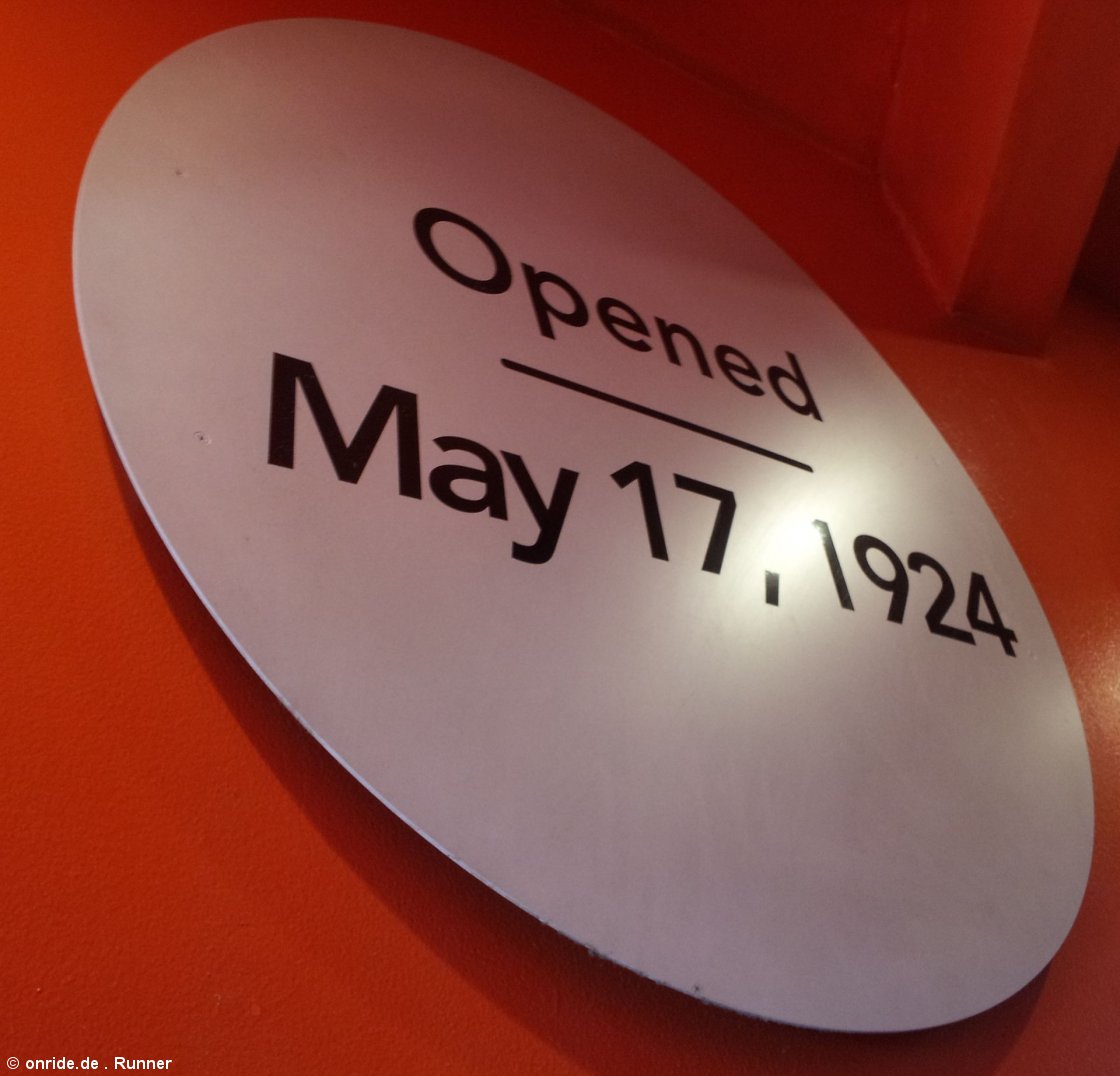 Opened
May 17, 1924
© onride.de . Runner